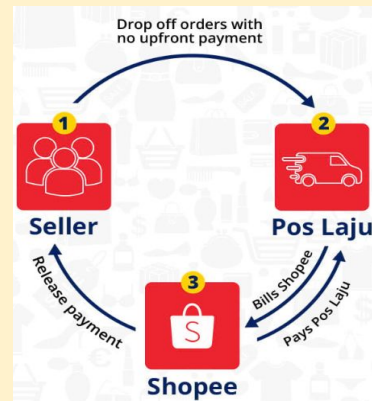 Drop off orders with
no upfront payment
1
2
Seller
Pos Laju
Release payment
Bills Shopee
Pays Pos Laju
3
S
Shopee